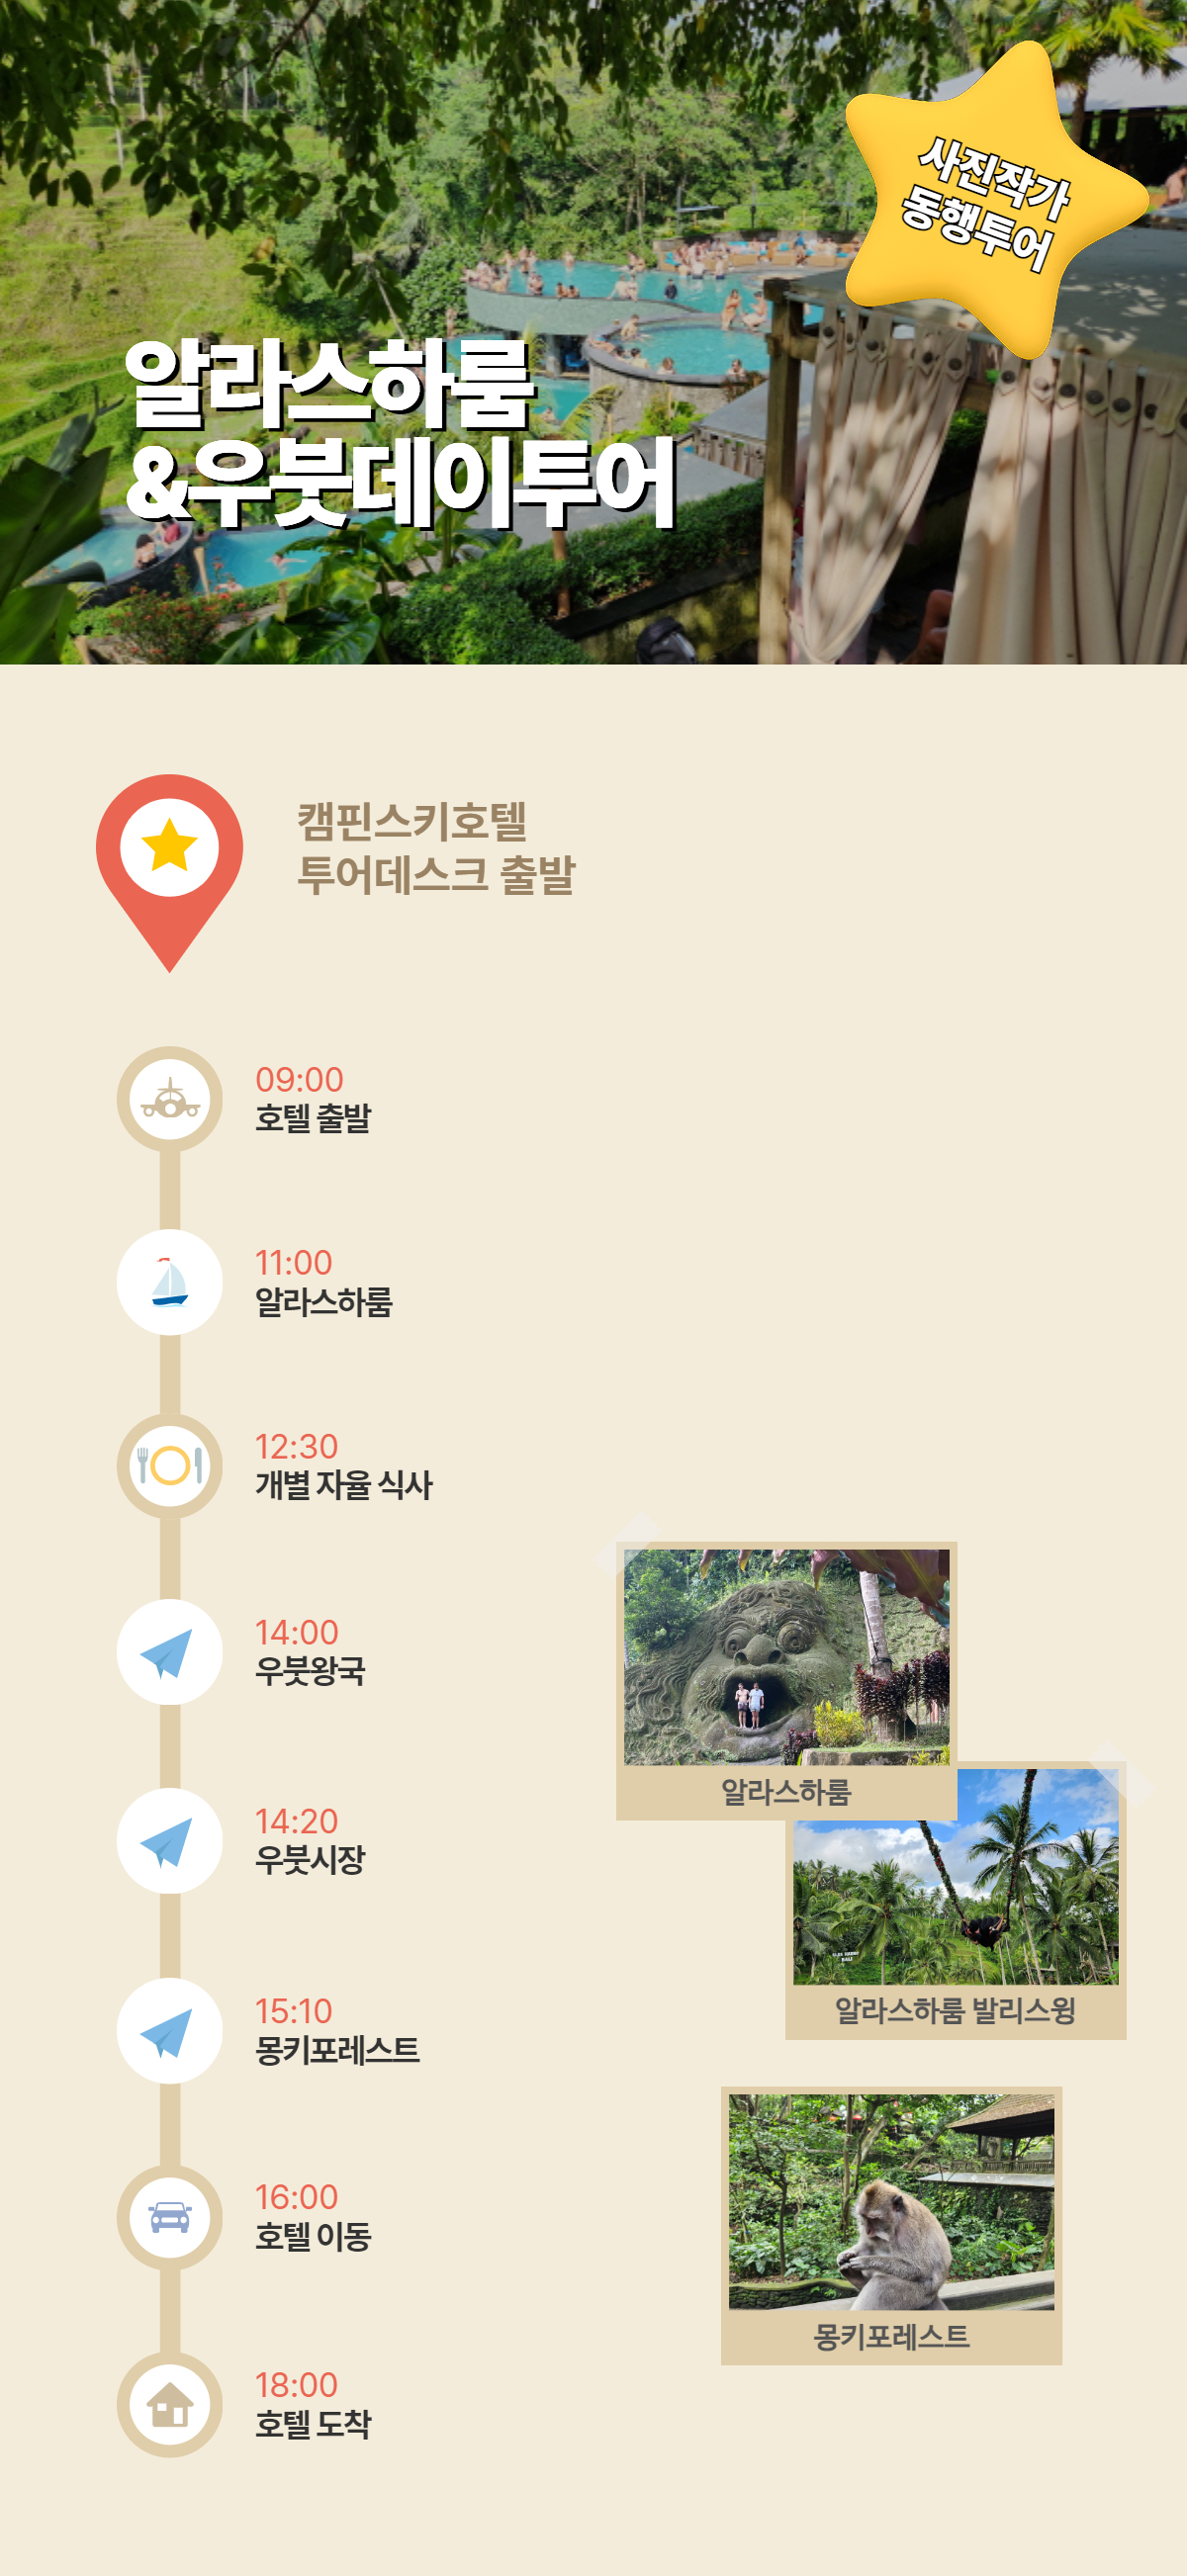 사진작가
동행투어
알라스하룸
&우붓데이투어
캠핀스키호텔
투어데스크 출발
09:00
호텔 출발
11:00
알라스하룸
12:30
개별 자율 식사
14:00
우붓왕국
14:20
우붓시장
15:10
몽키포레스트
16:00
호텔 이동
18:00
호텔 도착
알라스하룸
알라스하룸 발리스윙
몽키포레스트